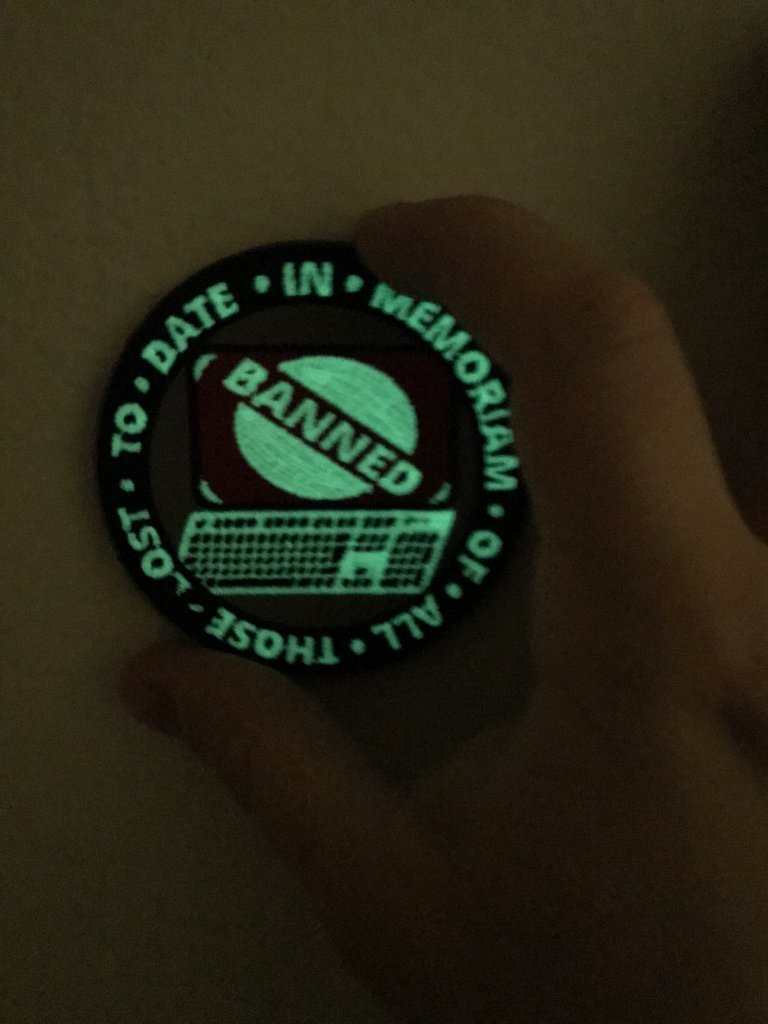 IN • MEMORIAM • OF • ALL • THOSE • LOST • TO • DATE •
BANNED